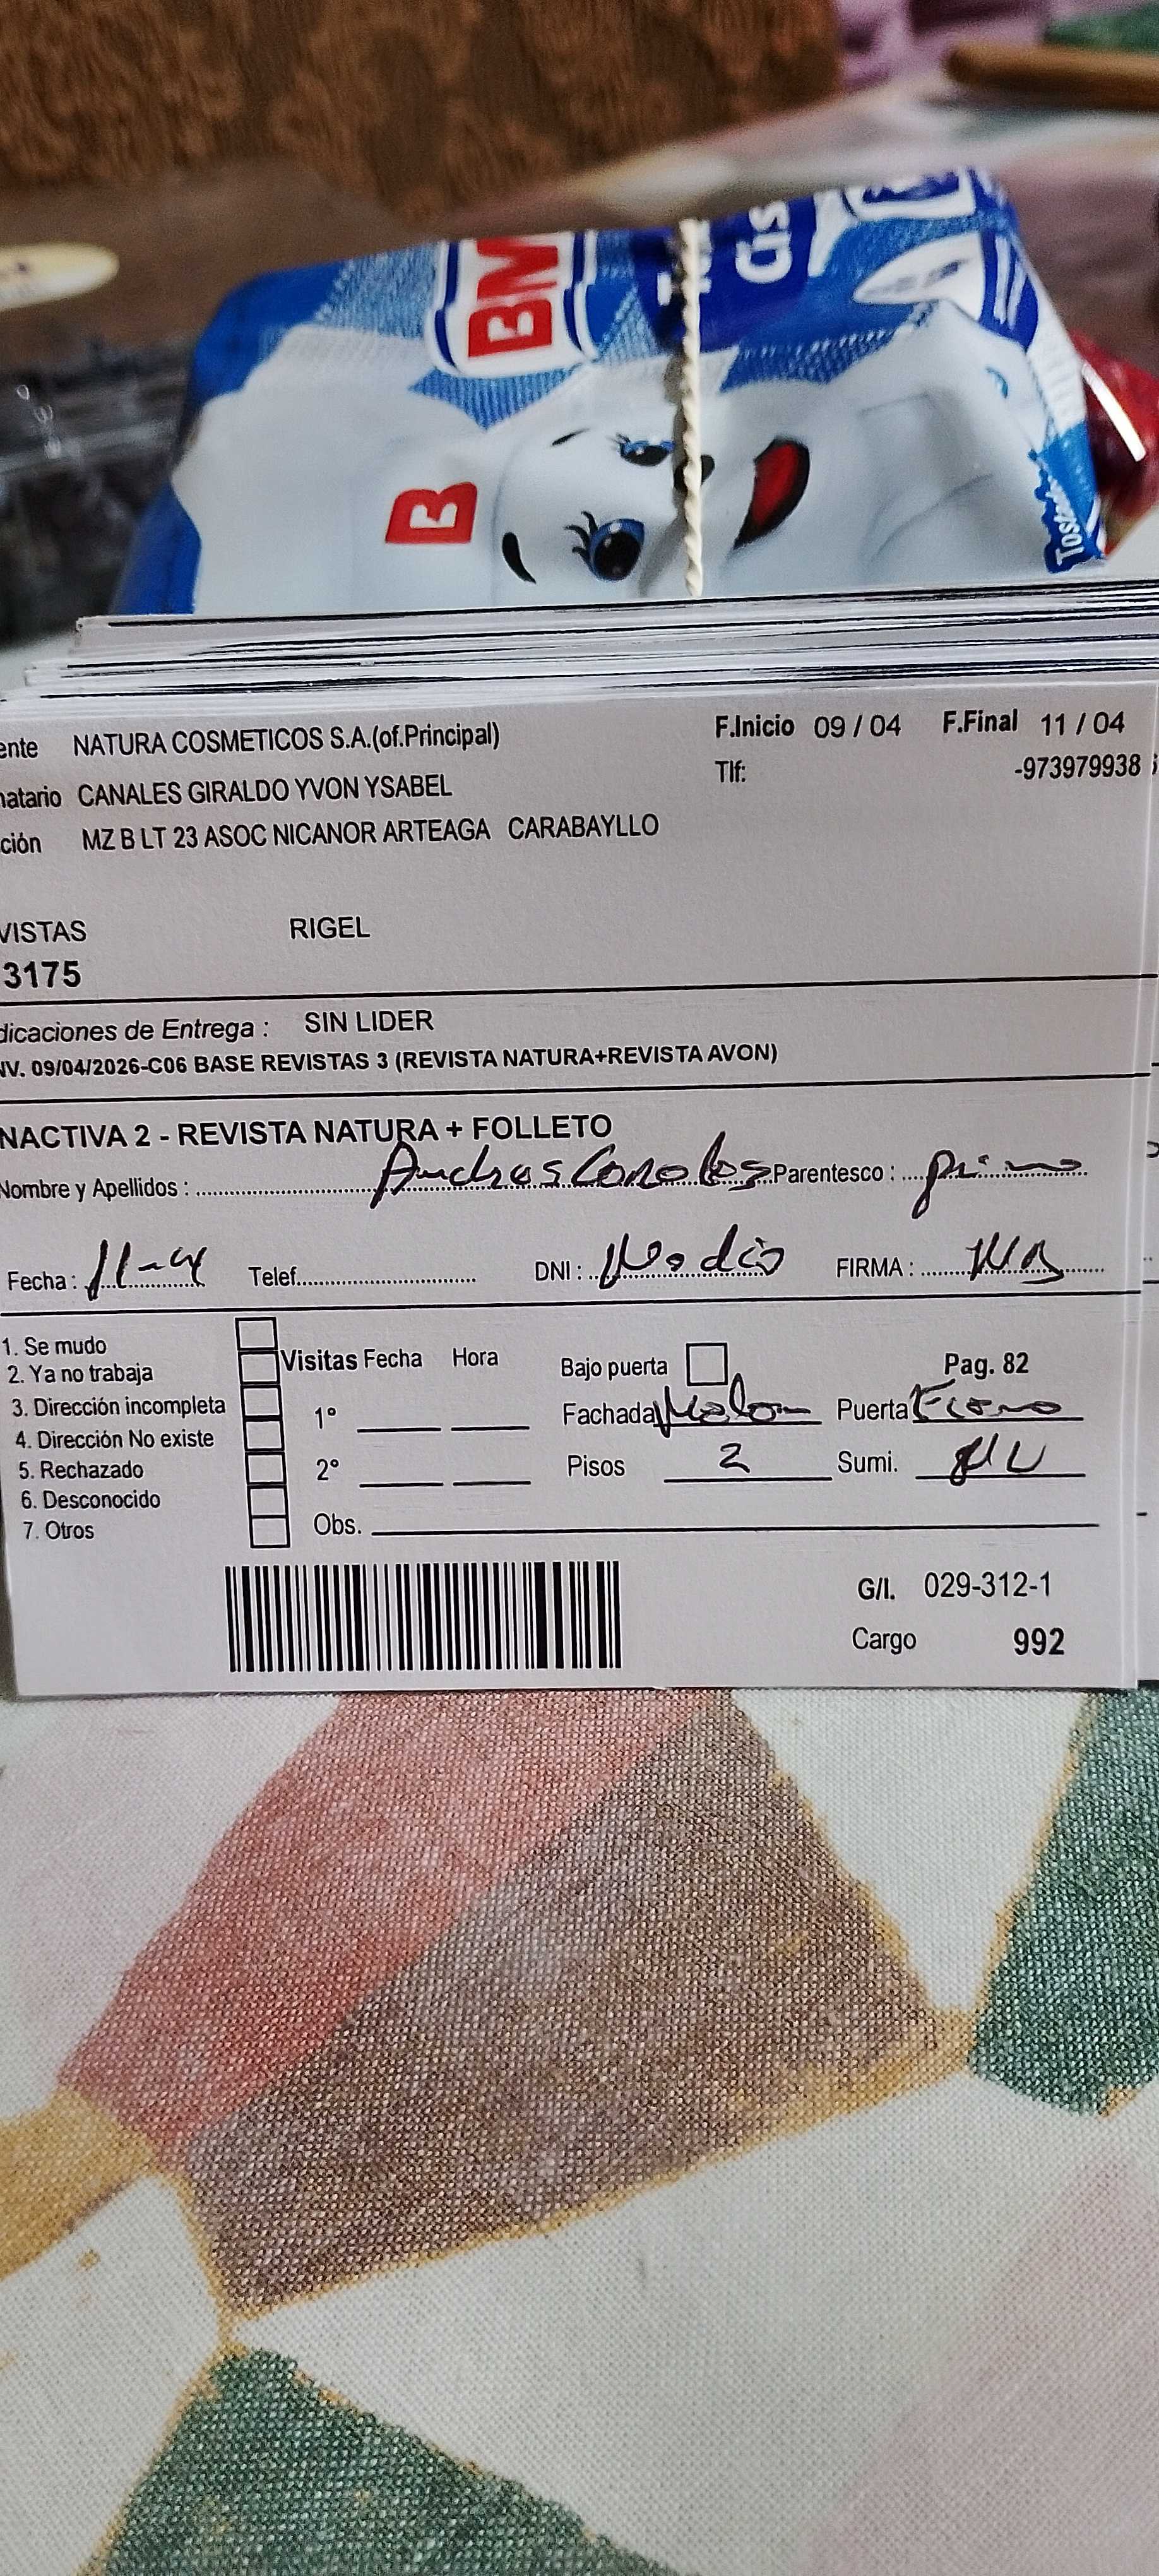 BM
B
ente NATURA COSMETICOS S.A.(of.Principal) F.Inicio 09 / 04 F.Final 11 / 04
natario CANALES GIRALDO YVON YSABEL Tlf: -973979938
ción MZ B LT 23 ASOC NICANOR ARTEAGA CARABAYLLO
VISTAS RIGEL
3175
dicaciones de Entrega : SIN LIDER
NV. 09/04/2026-C06 BASE REVISTAS 3 (REVISTA NATURA+REVISTA AVON)
NACTIVA 2 - REVISTA NATURA + FOLLETO
Nombre y Apellidos : Parentesco : primo
Fecha : 11-4 Telef. DNI : FIRMA :
1. Se mudo
2. Ya no trabaja Visitas Fecha Hora Bajo puerta Pag. 82
3. Dirección incompleta 1° Fachada Puerta
4. Dirección No existe
5. Rechazado 2° Pisos 2 Sumi.
6. Desconocido
7. Otros Obs.
G/I. 029-312-1
Cargo 992